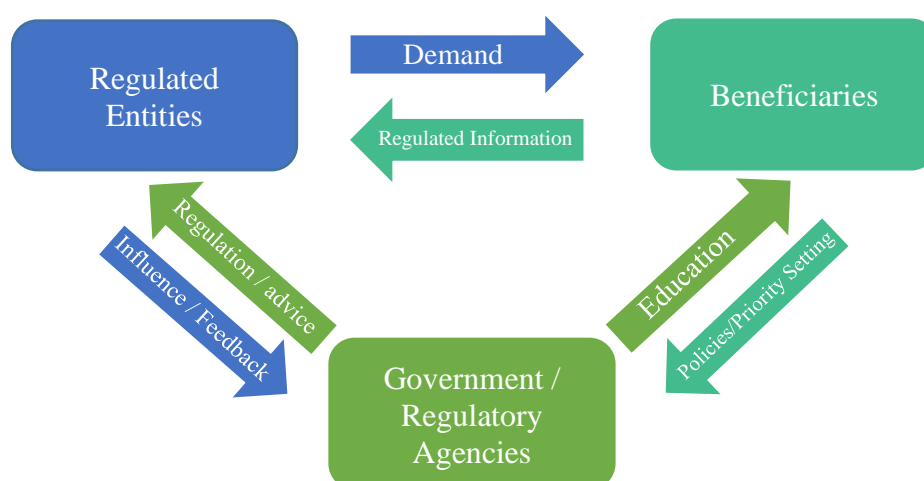 Regulated
Entities
Demand
Beneficiaries
Regulated Information
Regulation / advice
Influence / Feedback
Education
Policies/Priority Setting
Government /
Regulatory
Agencies